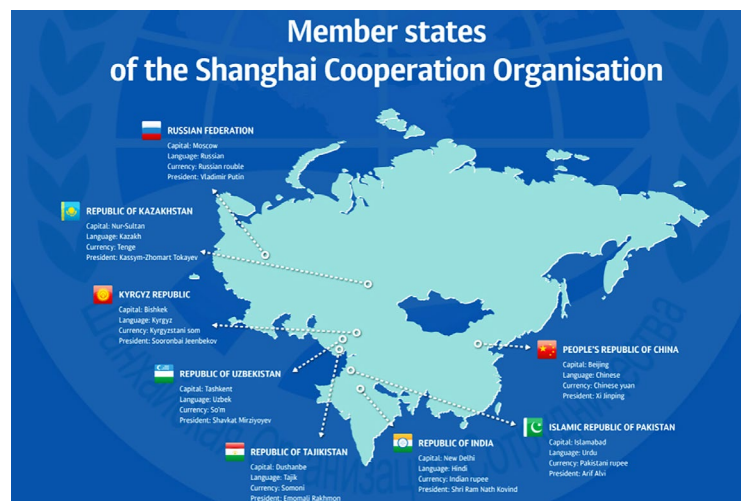 Member states
of the Shanghai Cooperation Organisation
RUSSIAN FEDERATION
Capital: Moscow
Language: Russian
Currency: Russian rouble
President: Vladimir Putin
REPUBLIC OF KAZAKHSTAN
Capital: Nur-Sultan
Language: Kazakh
Currency: Tenge
President: Kassym-Zhomart Tokayev
KYRGYZ REPUBLIC
Capital: Bishkek
Language: Kyrgyz
Currency: Kyrgyzstani som
President: Sooronbai Jeenbekov
REPUBLIC OF UZBEKISTAN
Capital: Tashkent
Language: Uzbek
Currency: So'm
President: Shavkat Mirziyoyev
REPUBLIC OF TAJIKISTAN
Capital: Dushanbe
Language: Tajik
Currency: Somoni
President: Emomali Rakhmon
REPUBLIC OF INDIA
Capital: New Delhi
Language: Hindi
Currency: Indian rupee
President: Shri Ram Nath Kovind
PEOPLE'S REPUBLIC OF CHINA
Capital: Beijing
Language: Chinese
Currency: Chinese yuan
President: Xi Jinping
ISLAMIC REPUBLIC OF PAKISTAN
Capital: Islamabad
Language: Urdu
Currency: Pakistani rupee
President: Arif Alvi